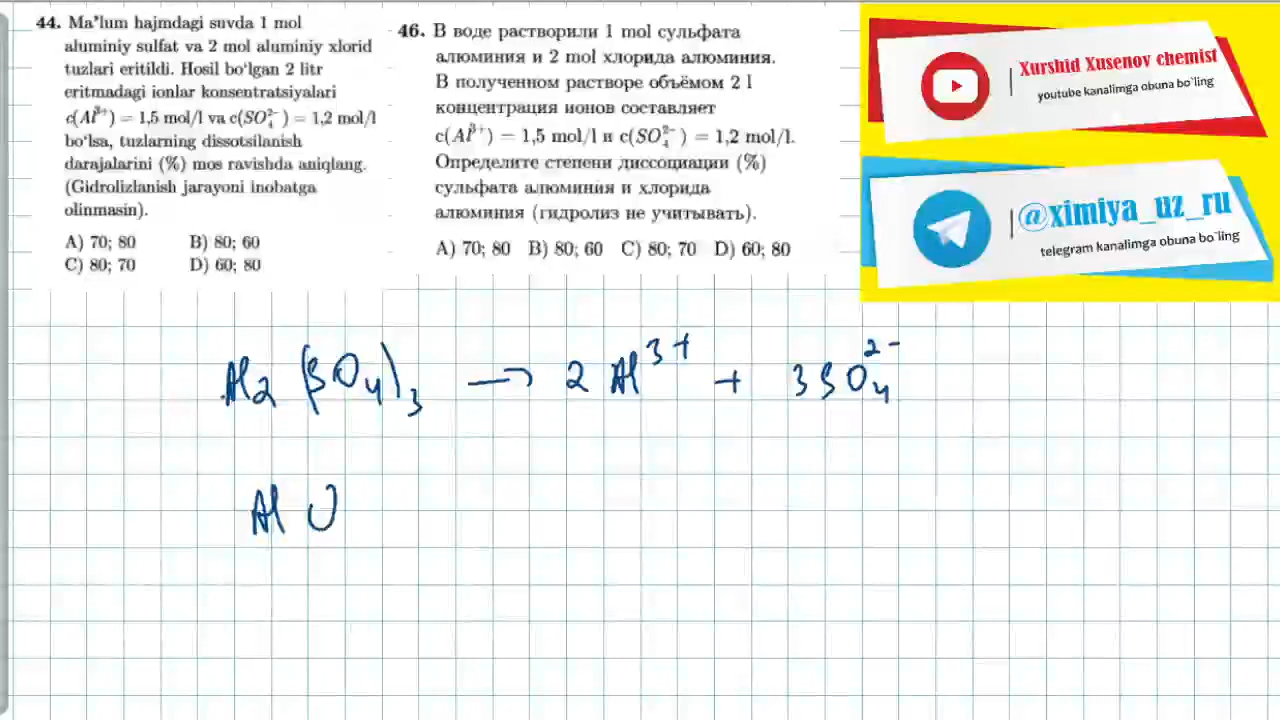 44. Ma'lum hajmdagi suvda 1 mol
aluminiy sulfat va 2 mol aluminiy xlorid
tuzlari eritildi. Hosil bo'lgan 2 litr
eritmadagi ionlar konsentratsiyalari
c(Al³⁺) = 1,5 mol/l va c(SO₄²⁻) = 1,2 mol/l
bo'lsa, tuzlarning dissotsilanish
darajalarini (%) mos ravishda aniqlang.
(Gidrolizlanish jarayoni inobatga
olinmasin).
A) 70; 80 B) 80; 60
C) 80; 70 D) 60; 80
46. В воде растворили 1 mol сульфата
алюминия и 2 mol хлорида алюминия.
В полученном растворе объёмом 2 l
концентрация ионов составляет
c(Al³⁺) = 1,5 mol/l и c(SO₄²⁻) = 1,2 mol/l.
Определите степени диссоциации (%)
сульфата алюминия и хлорида
алюминия (гидролиз не учитывать).
A) 70; 80 B) 80; 60 C) 80; 70 D) 60; 80
Xurshid Xusenov chemist
youtube kanalimga obuna bo`ling
@ximiya_uz_ru
telegram kanalimga obuna bo`ling
Al₂(SO₄)₃ → 2Al³⁺ + 3SO₄²⁻
Al